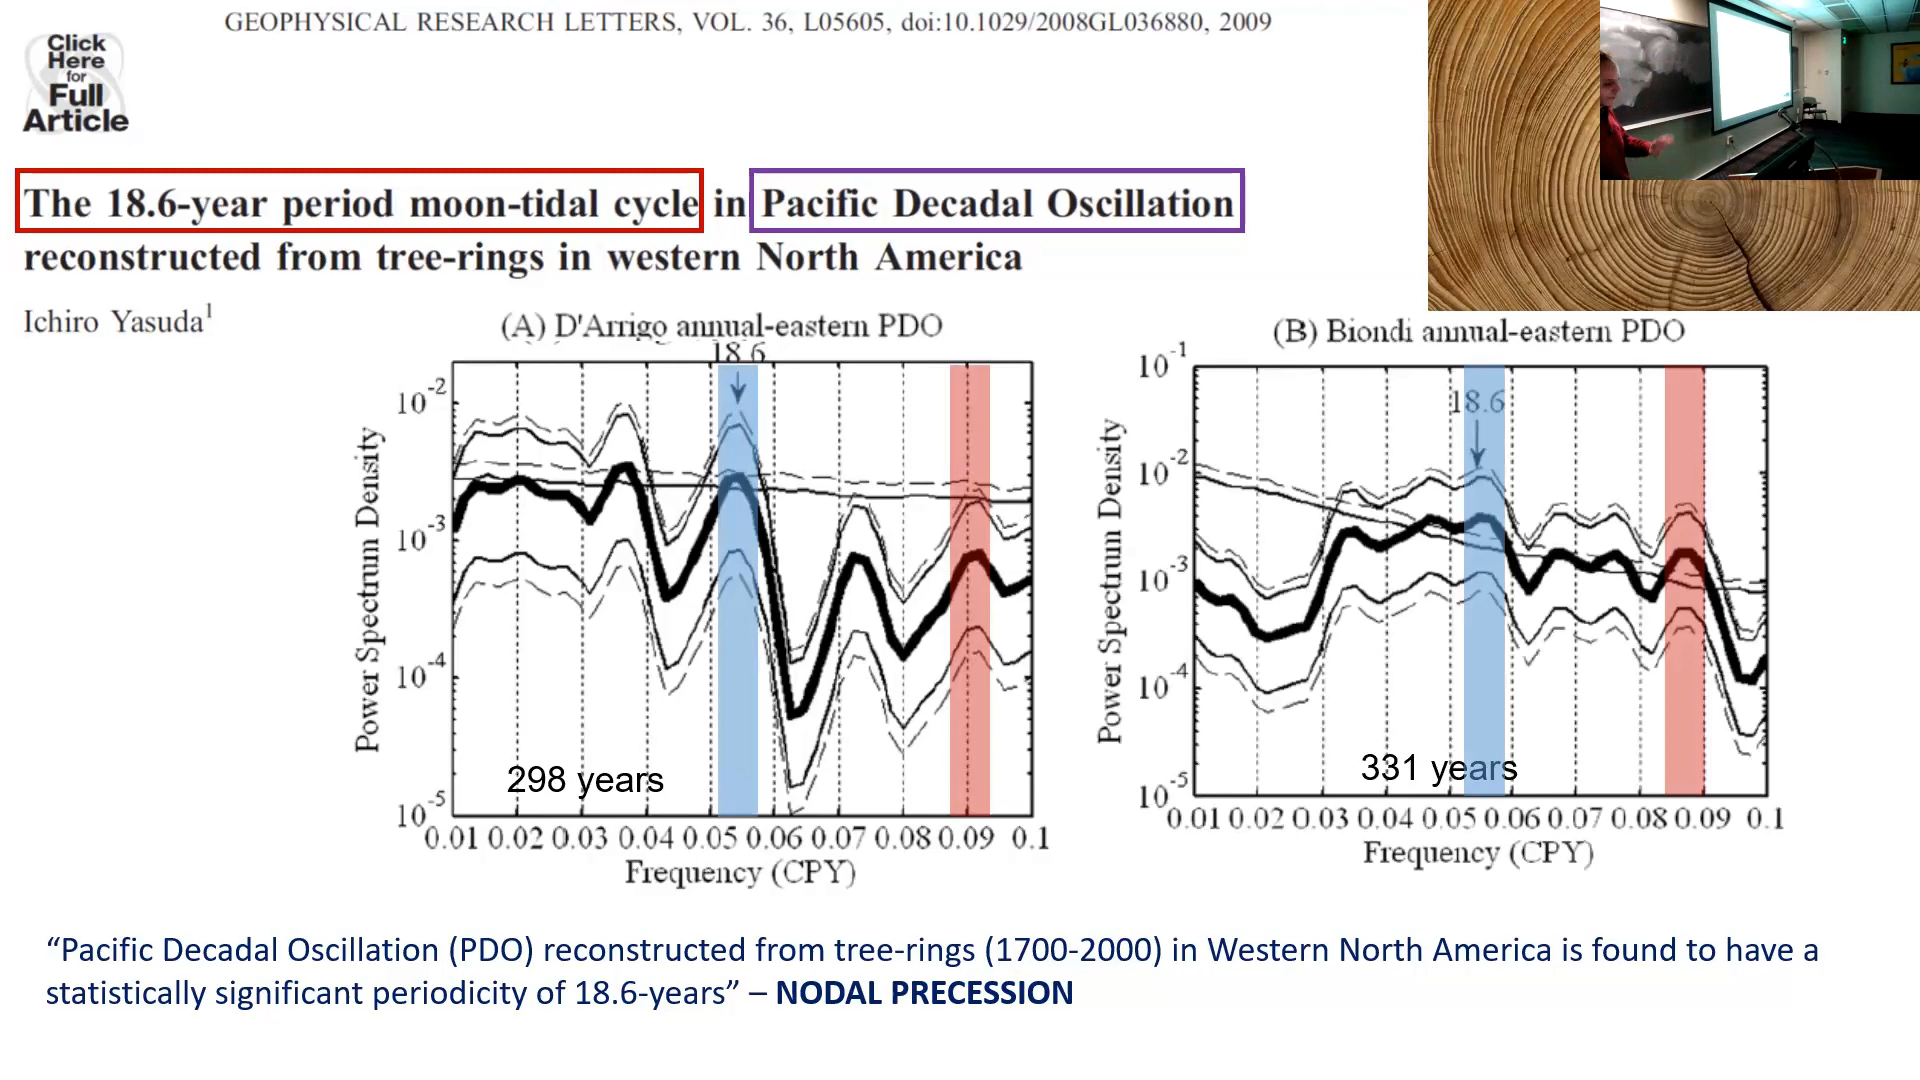 GEOPHYSICAL RESEARCH LETTERS, VOL. 36, L05605, doi:10.1029/2008GL036880, 2009
Click
Here
for
Full
Article
The 18.6-year period moon-tidal cycle in Pacific Decadal Oscillation
reconstructed from tree-rings in western North America
Ichiro Yasuda1
(A) D'Arrigo annual-eastern PDO
18.6
10-2
10-3
10-4
10-5
Power Spectrum Density
298 years
0.01 0.02 0.03 0.04 0.05 0.06 0.07 0.08 0.09 0.1
Frequency (CPY)
(B) Biondi annual-eastern PDO
18.6
10-1
10-2
10-3
10-4
10-5
Power Spectrum Density
331 years
0.01 0.02 0.03 0.04 0.05 0.06 0.07 0.08 0.09 0.1
Frequency (CPY)
“Pacific Decadal Oscillation (PDO) reconstructed from tree-rings (1700-2000) in Western North America is found to have a
statistically significant periodicity of 18.6-years” – NODAL PRECESSION